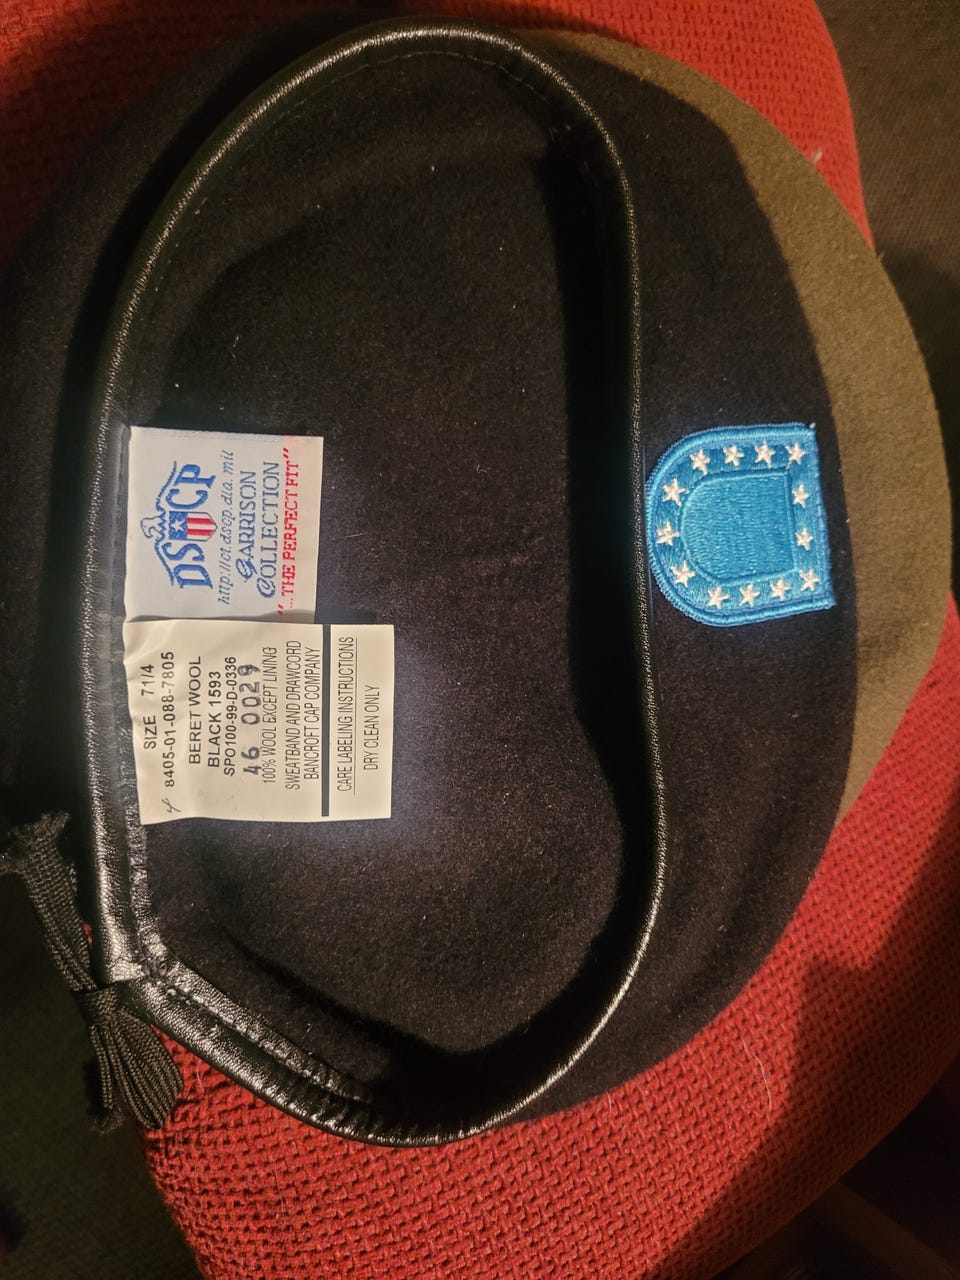 DSCP
http://ct.dscp.dla.mil
GARRISON
COLLECTION
"...THE PERFECT FIT"
SIZE 71/4
8405-01-088-7805
BERET WOOL
BLACK 1593
SPO100-99-D-0336
46 0029
100% WOOL EXCEPT LINING
SWEATBAND AND DRAWCORD
BANCROFT CAP COMPANY
CARE LABELING INSTRUCTIONS
DRY CLEAN ONLY